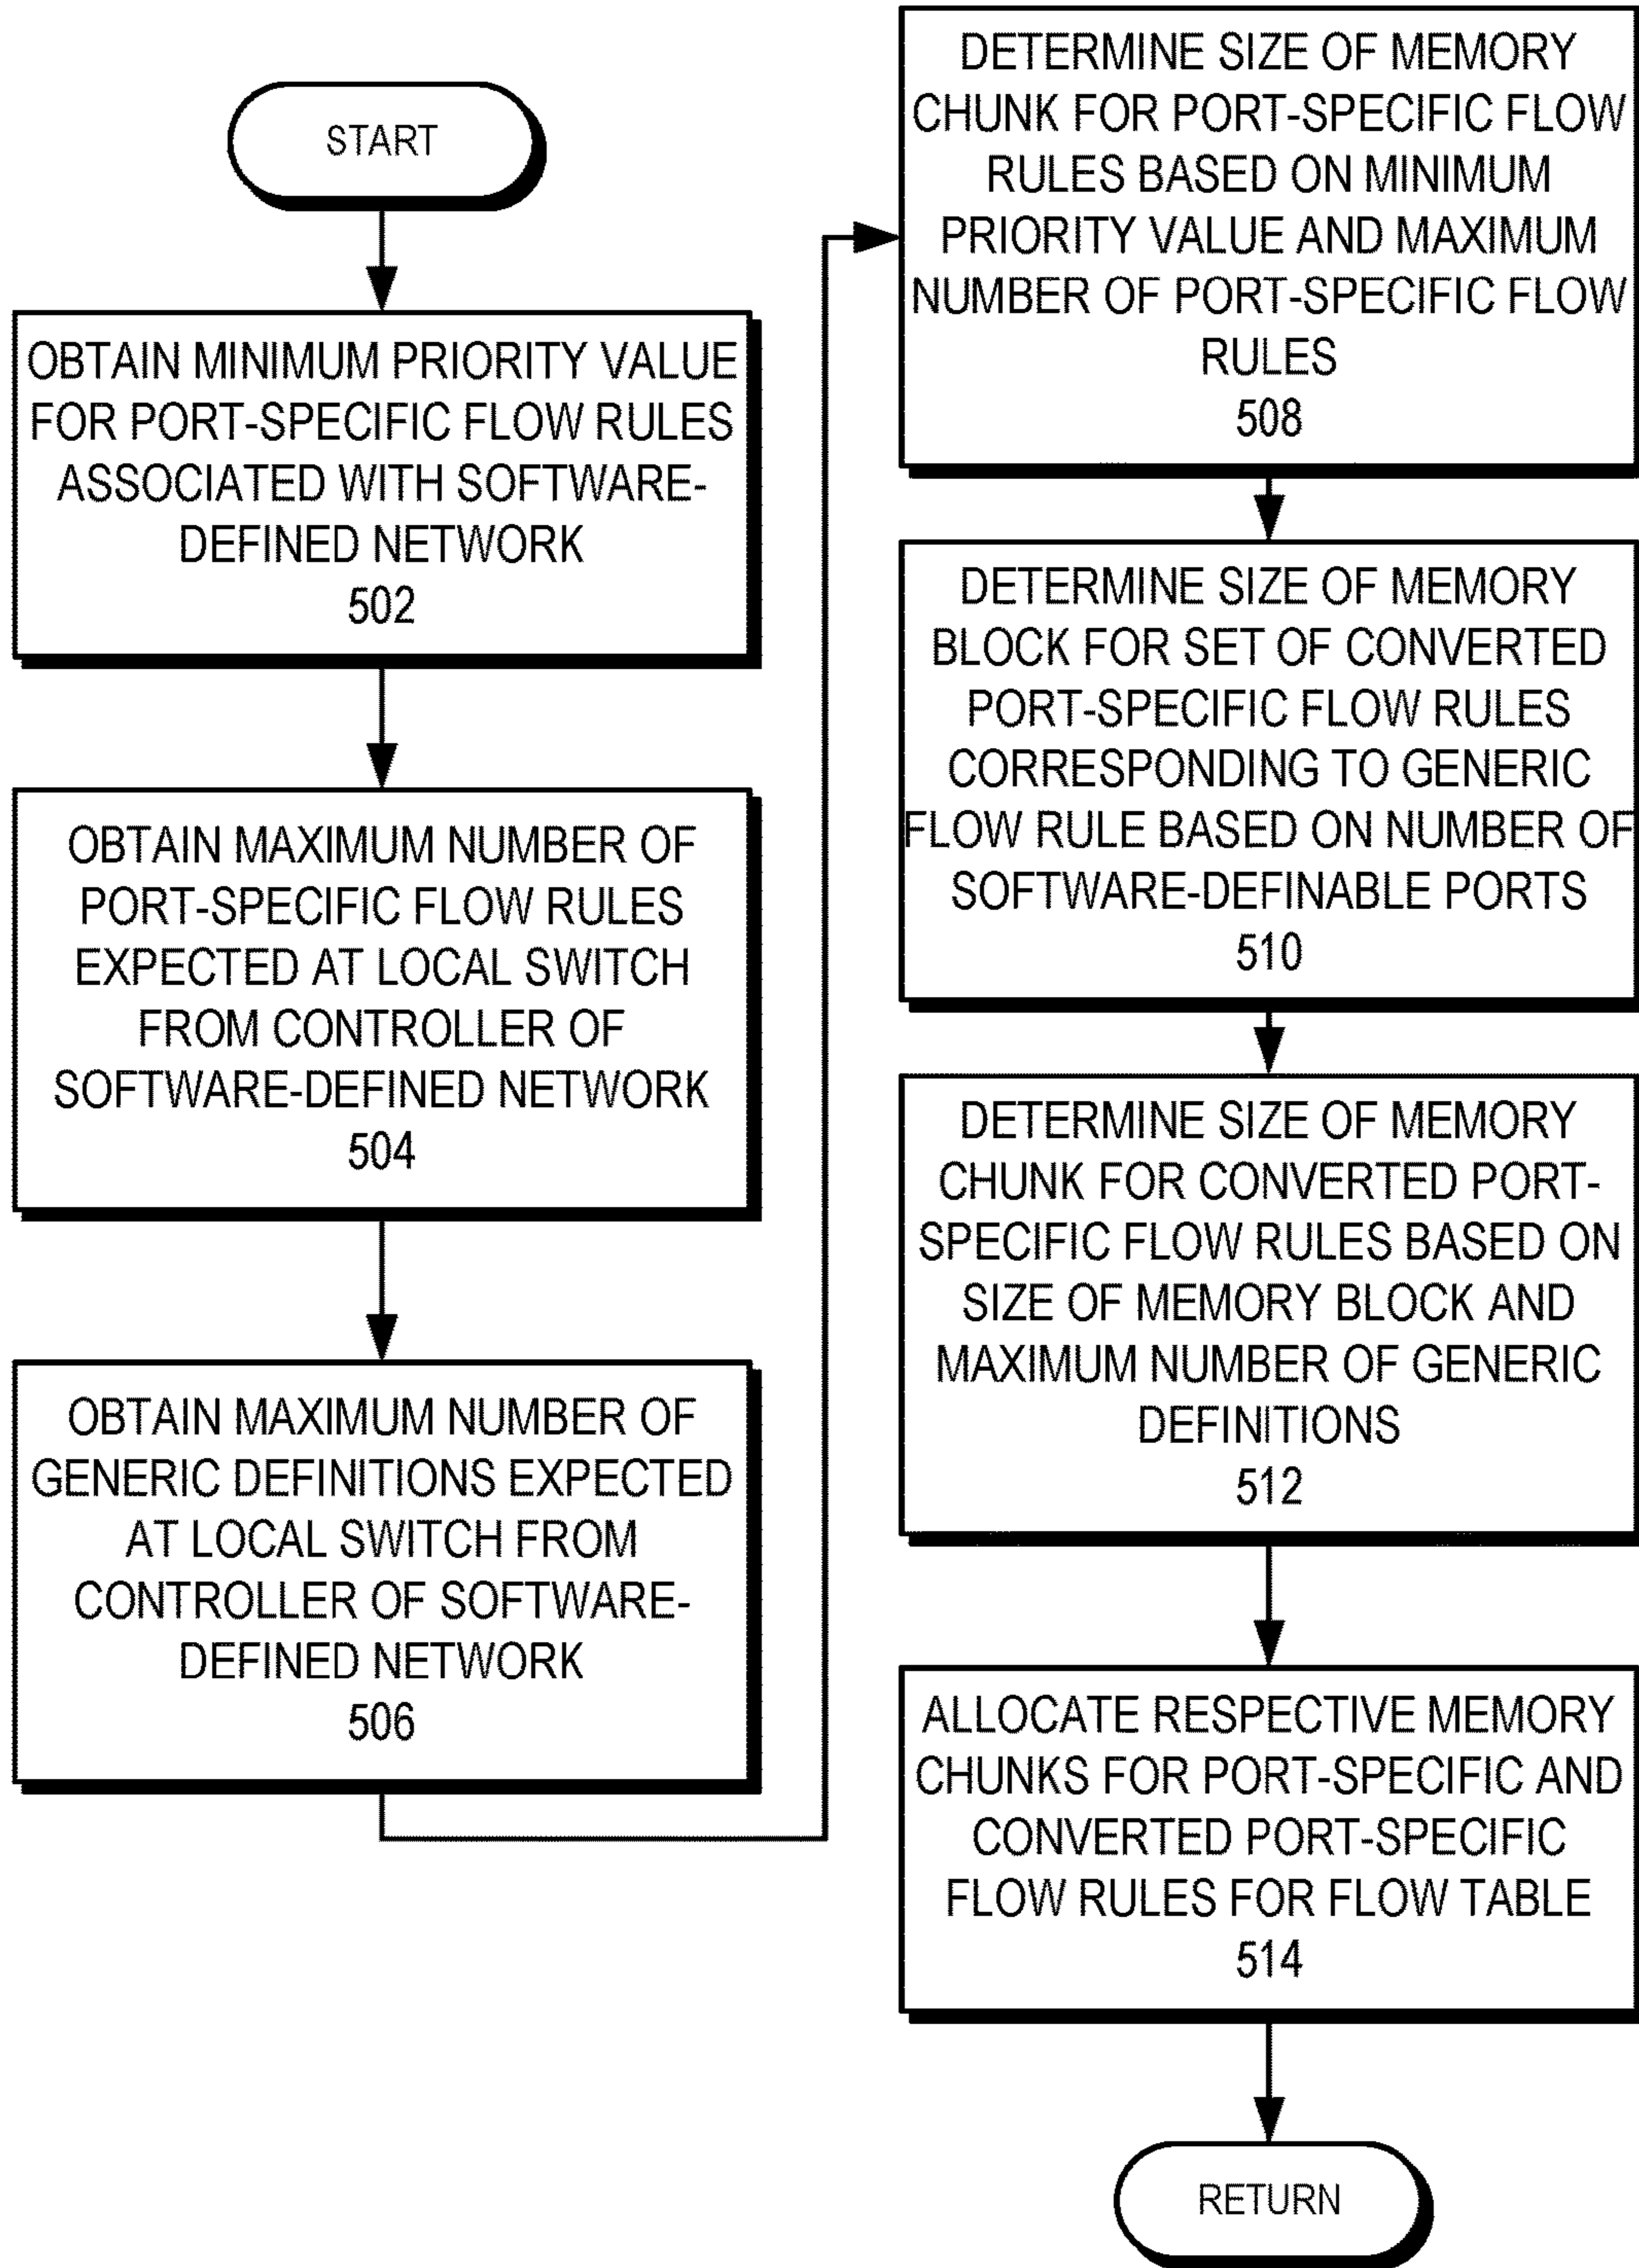 START
OBTAIN MINIMUM PRIORITY VALUE
FOR PORT-SPECIFIC FLOW RULES
ASSOCIATED WITH SOFTWARE-
DEFINED NETWORK
502
OBTAIN MAXIMUM NUMBER OF
PORT-SPECIFIC FLOW RULES
EXPECTED AT LOCAL SWITCH
FROM CONTROLLER OF
SOFTWARE-DEFINED NETWORK
504
OBTAIN MAXIMUM NUMBER OF
GENERIC DEFINITIONS EXPECTED
AT LOCAL SWITCH FROM
CONTROLLER OF SOFTWARE-
DEFINED NETWORK
506
DETERMINE SIZE OF MEMORY
CHUNK FOR PORT-SPECIFIC FLOW
RULES BASED ON MINIMUM
PRIORITY VALUE AND MAXIMUM
NUMBER OF PORT-SPECIFIC FLOW
RULES
508
DETERMINE SIZE OF MEMORY
BLOCK FOR SET OF CONVERTED
PORT-SPECIFIC FLOW RULES
CORRESPONDING TO GENERIC
FLOW RULE BASED ON NUMBER OF
SOFTWARE-DEFINABLE PORTS
510
DETERMINE SIZE OF MEMORY
CHUNK FOR CONVERTED PORT-
SPECIFIC FLOW RULES BASED ON
SIZE OF MEMORY BLOCK AND
MAXIMUM NUMBER OF GENERIC
DEFINITIONS
512
ALLOCATE RESPECTIVE MEMORY
CHUNKS FOR PORT-SPECIFIC AND
CONVERTED PORT-SPECIFIC
FLOW RULES FOR FLOW TABLE
514
RETURN